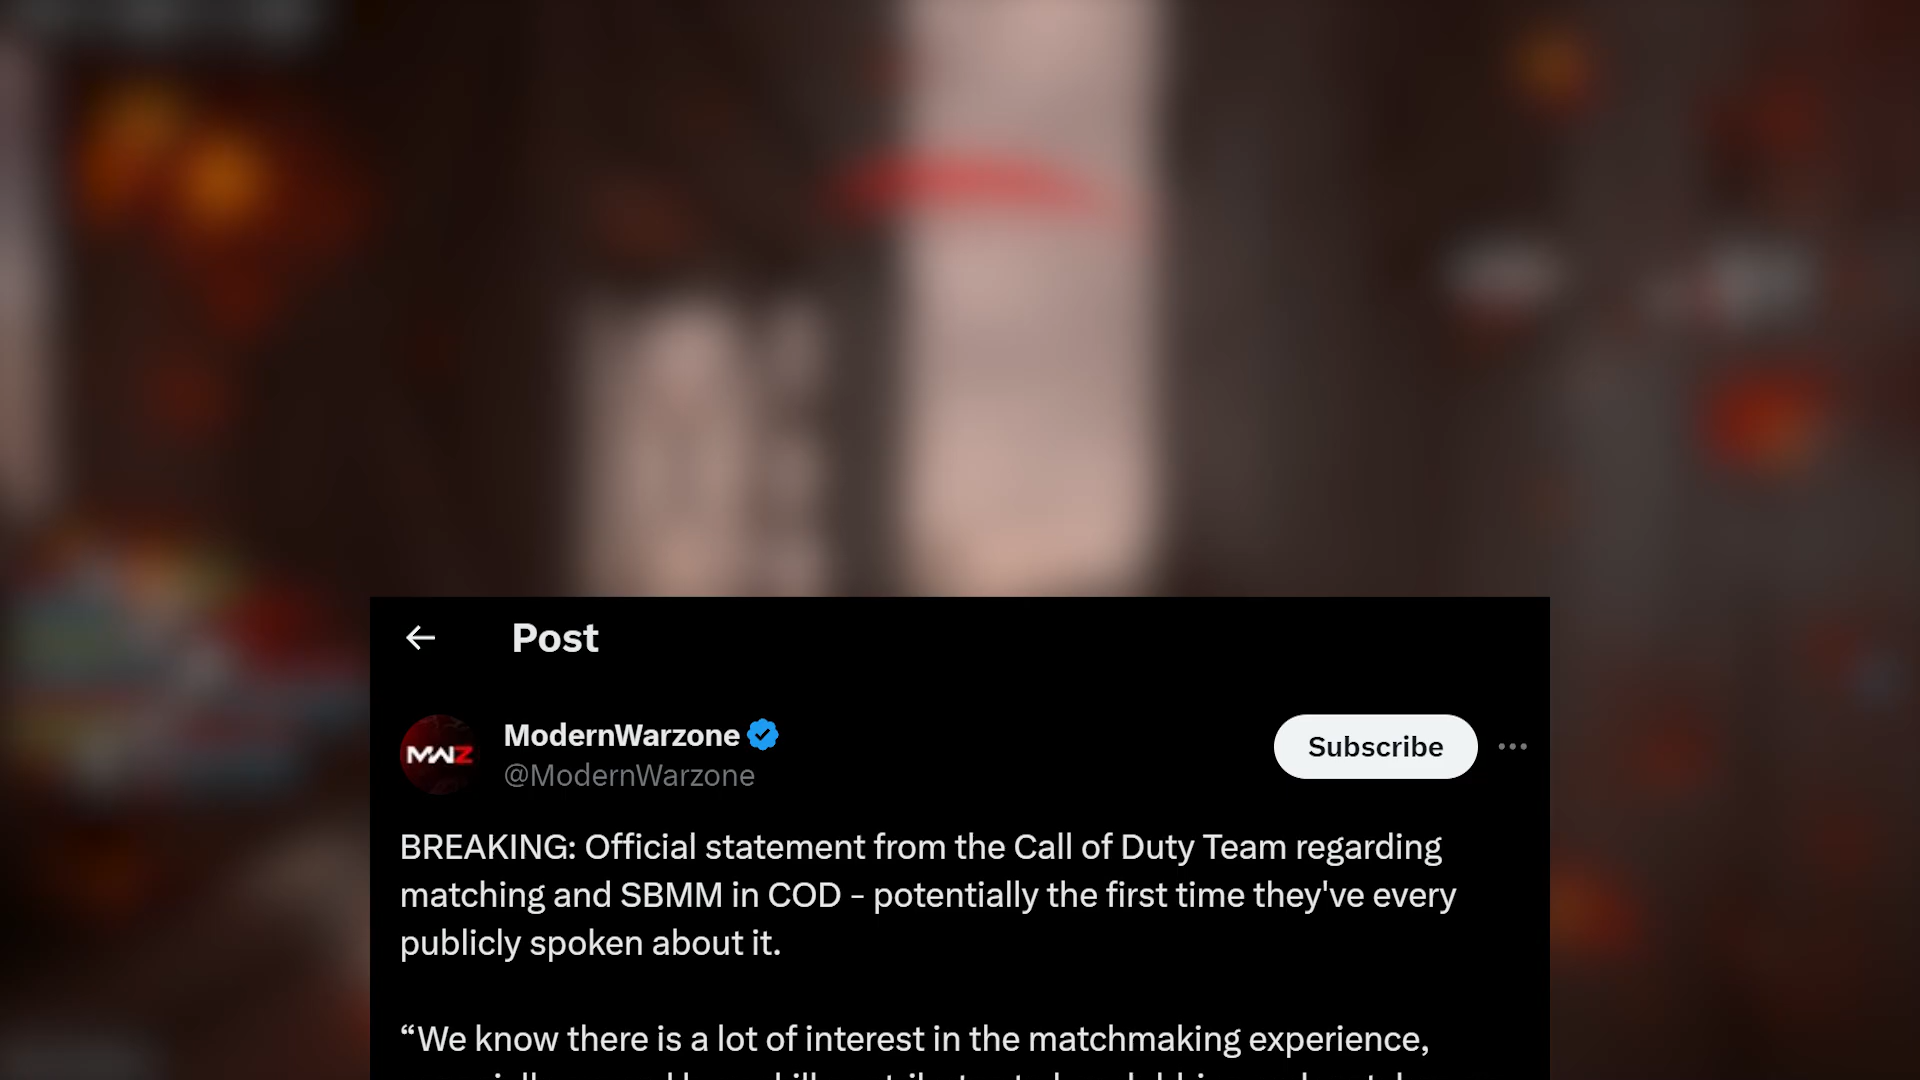 Post
ModernWarzone
@ModernWarzone
MWZ
Subscribe
BREAKING: Official statement from the Call of Duty Team regarding
matching and SBMM in COD - potentially the first time they've every
publicly spoken about it.
“We know there is a lot of interest in the matchmaking experience,